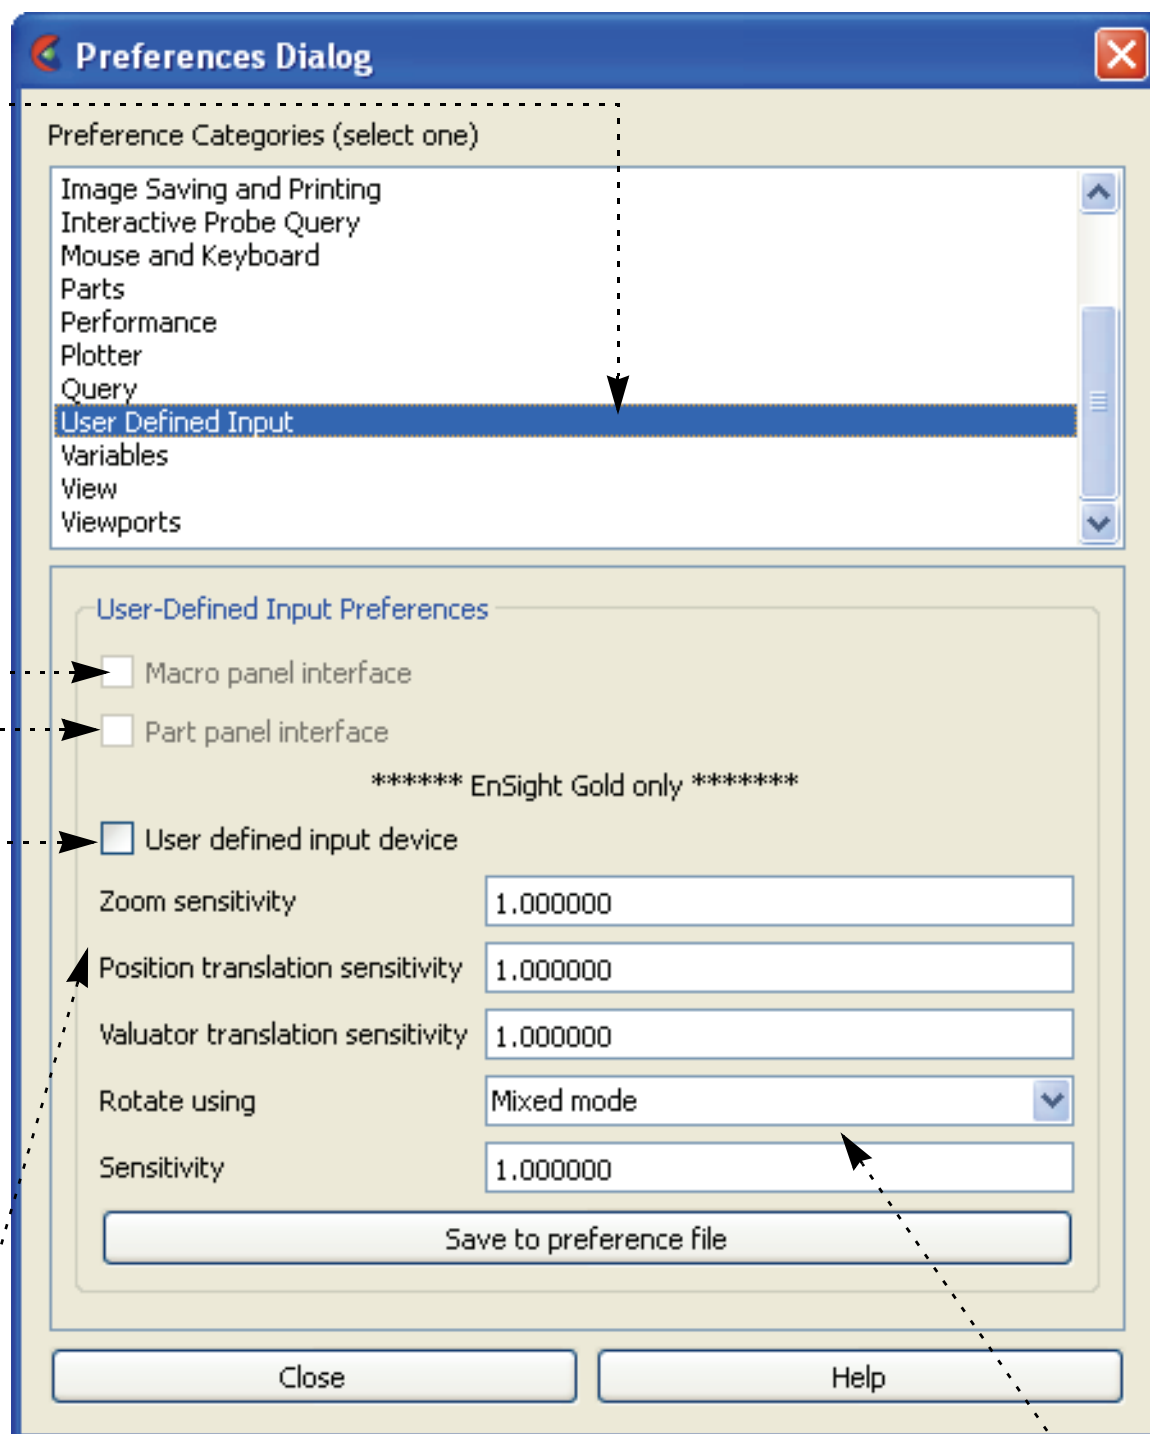 Preferences Dialog
Preference Categories (select one)
Image Saving and Printing
Interactive Probe Query
Mouse and Keyboard
Parts
Performance
Plotter
Query
User Defined Input
Variables
View
Viewports
User-Defined Input Preferences
Macro panel interface
Part panel interface
****** EnSight Gold only *******
User defined input device
Zoom sensitivity 1.000000
Position translation sensitivity 1.000000
Valuator translation sensitivity 1.000000
Rotate using Mixed mode
Sensitivity 1.000000
Save to preference file
Close Help